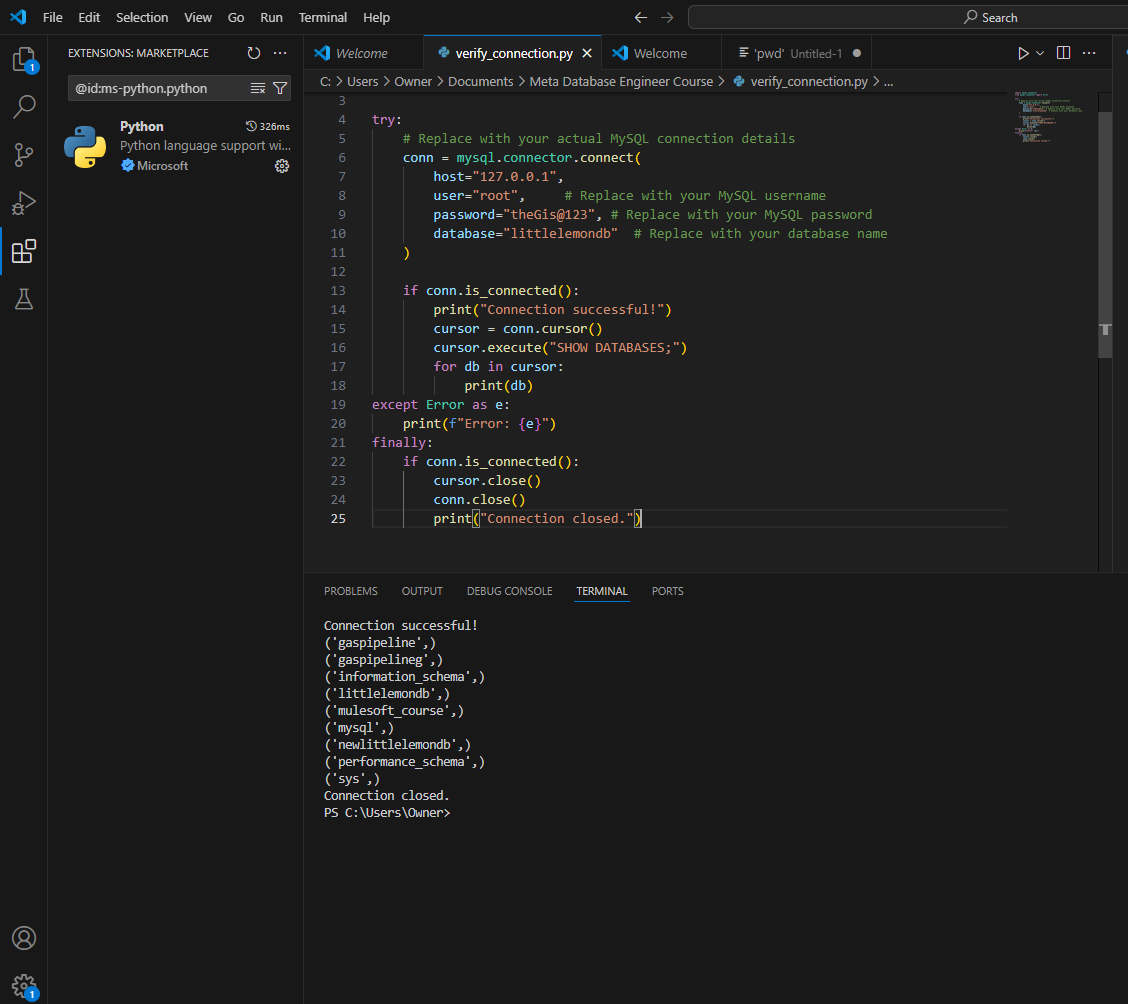 File Edit Selection View Go Run Terminal Help
Search
EXTENSIONS: MARKETPLACE
@id:ms-python.python
Python 326ms
Python language support wi...
Microsoft
Welcome verify_connection.py Welcome 'pwd' Untitled-1
C: > Users > Owner > Documents > Meta Database Engineer Course > verify_connection.py > ...
3
4 try:
5     # Replace with your actual MySQL connection details
6     conn = mysql.connector.connect(
7         host="127.0.0.1",
8         user="root",     # Replace with your MySQL username
9         password="theGis@123", # Replace with your MySQL password
10         database="littlelemondb"  # Replace with your database name
11     )
12
13     if conn.is_connected():
14         print("Connection successful!")
15         cursor = conn.cursor()
16         cursor.execute("SHOW DATABASES;")
17         for db in cursor:
18             print(db)
19 except Error as e:
20     print(f"Error: {e}")
21 finally:
22     if conn.is_connected():
23         cursor.close()
24         conn.close()
25         print("Connection closed.")
PROBLEMS OUTPUT DEBUG CONSOLE TERMINAL PORTS
Connection successful!
('gaspipeline',)
('gaspipelineg',)
('information_schema',)
('littlelemondb',)
('mulesoft_course',)
('mysql',)
('newlittlelemondb',)
('performance_schema',)
('sys',)
Connection closed.
PS C:\Users\Owner>
1
1